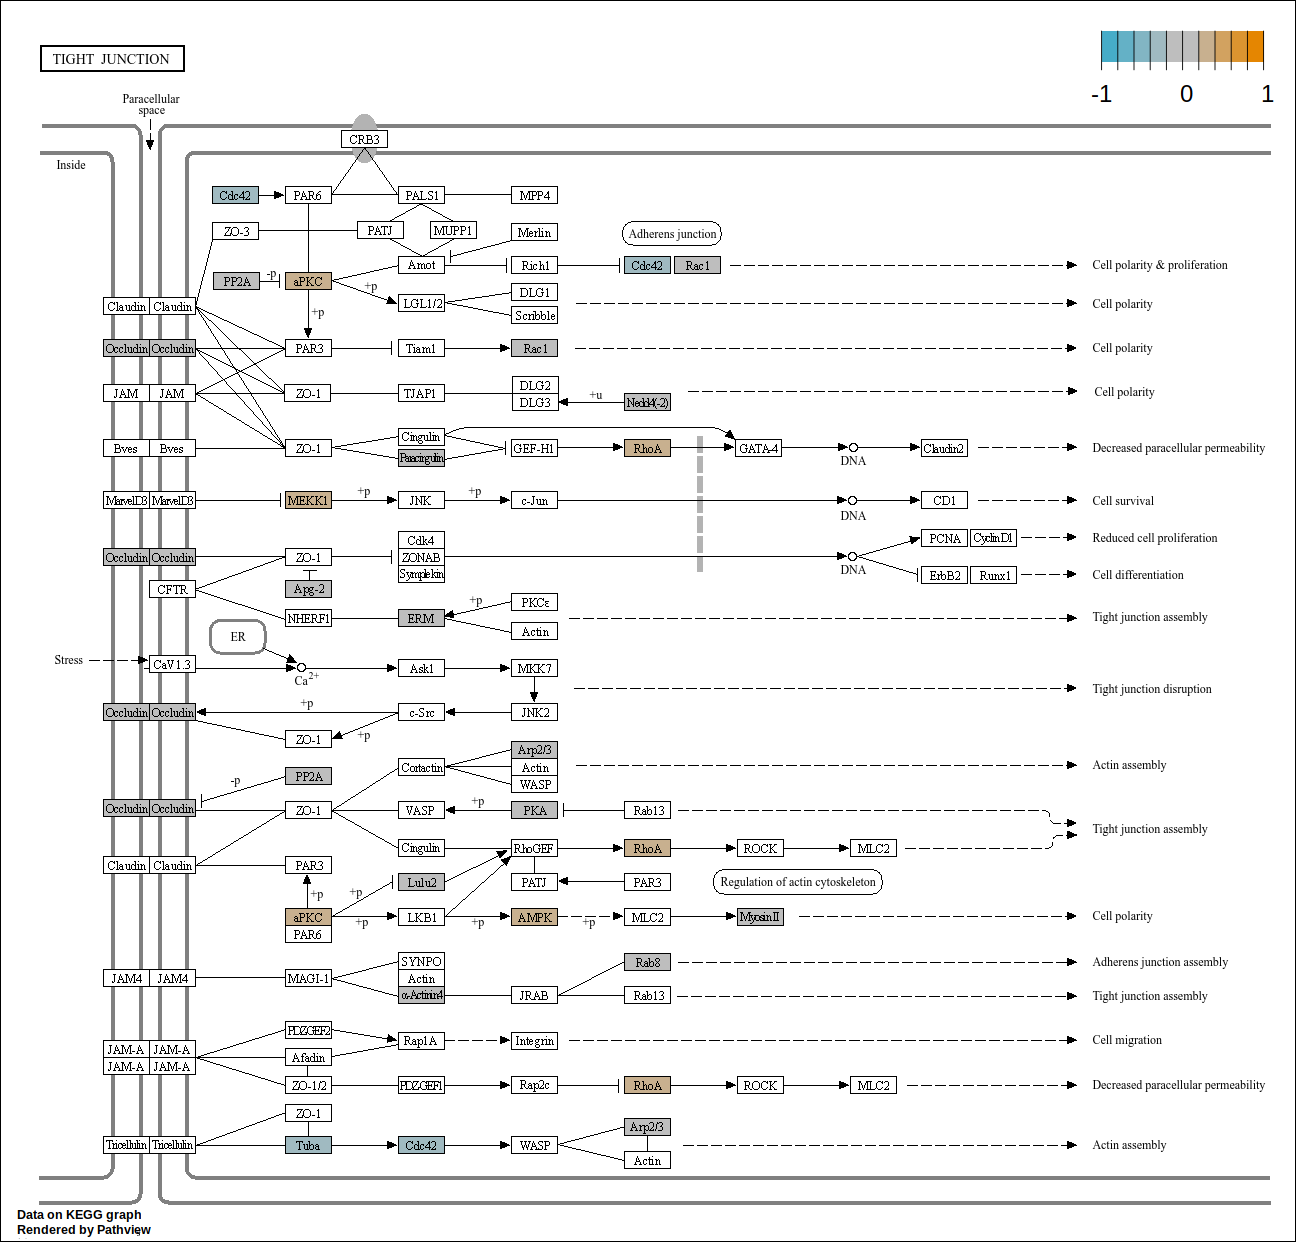 TIGHT JUNCTION
-1 0 1
Paracellular
space
Inside
CRB3
Cdc42 PAR6 PALS1 MPP4
ZO-3 PATJ MUPP1 Merlin Adherens junction
Amot Rich1 Cdc42 Rac1 Cell polarity & proliferation
PP2A -p aPKC +p
DLG1
Claudin Claudin +p LGL1/2 Cell polarity
Scribble
Occludin Occludin PAR3 Tiam1 Rac1 Cell polarity
DLG2
JAM JAM ZO-1 TJAP1 +u Cell polarity
DLG3 Nedd4(-2)
Cingulin
Bves Bves ZO-1 GEF-H1 RhoA GATA-4 DNA Claudin2 Decreased paracellular permeability
Paracingulin
MarvelD3 MarvelD3 MEKK1 +p JNK +p c-Jun DNA CD1 Cell survival
Cdk4 PCNA CyclinD1 Reduced cell proliferation
Occludin Occludin ZO-1 ZONAB DNA
Symplekin ErbB2 Runx1 Cell differentiation
CFTR Apg-2
+p PKCε
NHERF1 ERM Tight junction assembly
Actin
ER
Stress CaV1.3 Ca2+ Ask1 MKK7
Tight junction disruption
Occludin Occludin +p c-Src JNK2
ZO-1 +p
Arp2/3
Cortactin Actin Actin assembly
PP2A -p WASP
Occludin Occludin ZO-1 VASP +p PKA Rab13
Tight junction assembly
Cingulin RhoGEF RhoA ROCK MLC2
Claudin Claudin PAR3
+p +p Lulu2 PATJ PAR3 Regulation of actin cytoskeleton
aPKC +p LKB1 +p AMPK +p MLC2 MyosinII Cell polarity
PAR6
SYNPO Rab8 Adherens junction assembly
JAM4 JAM4 MAGI-1 Actin
α-Actinin4 JRAB Rab13 Tight junction assembly
PDZGEF2
Rap1A Integrin Cell migration
JAM-A JAM-A Afadin
JAM-A JAM-A
ZO-1/2 PDZGEF1 Rap2c RhoA ROCK MLC2 Decreased paracellular permeability
ZO-1
Arp2/3
Tricellulin Tricellulin Tuba Cdc42 WASP Actin assembly
Actin
Data on KEGG graph
Rendered by Pathview